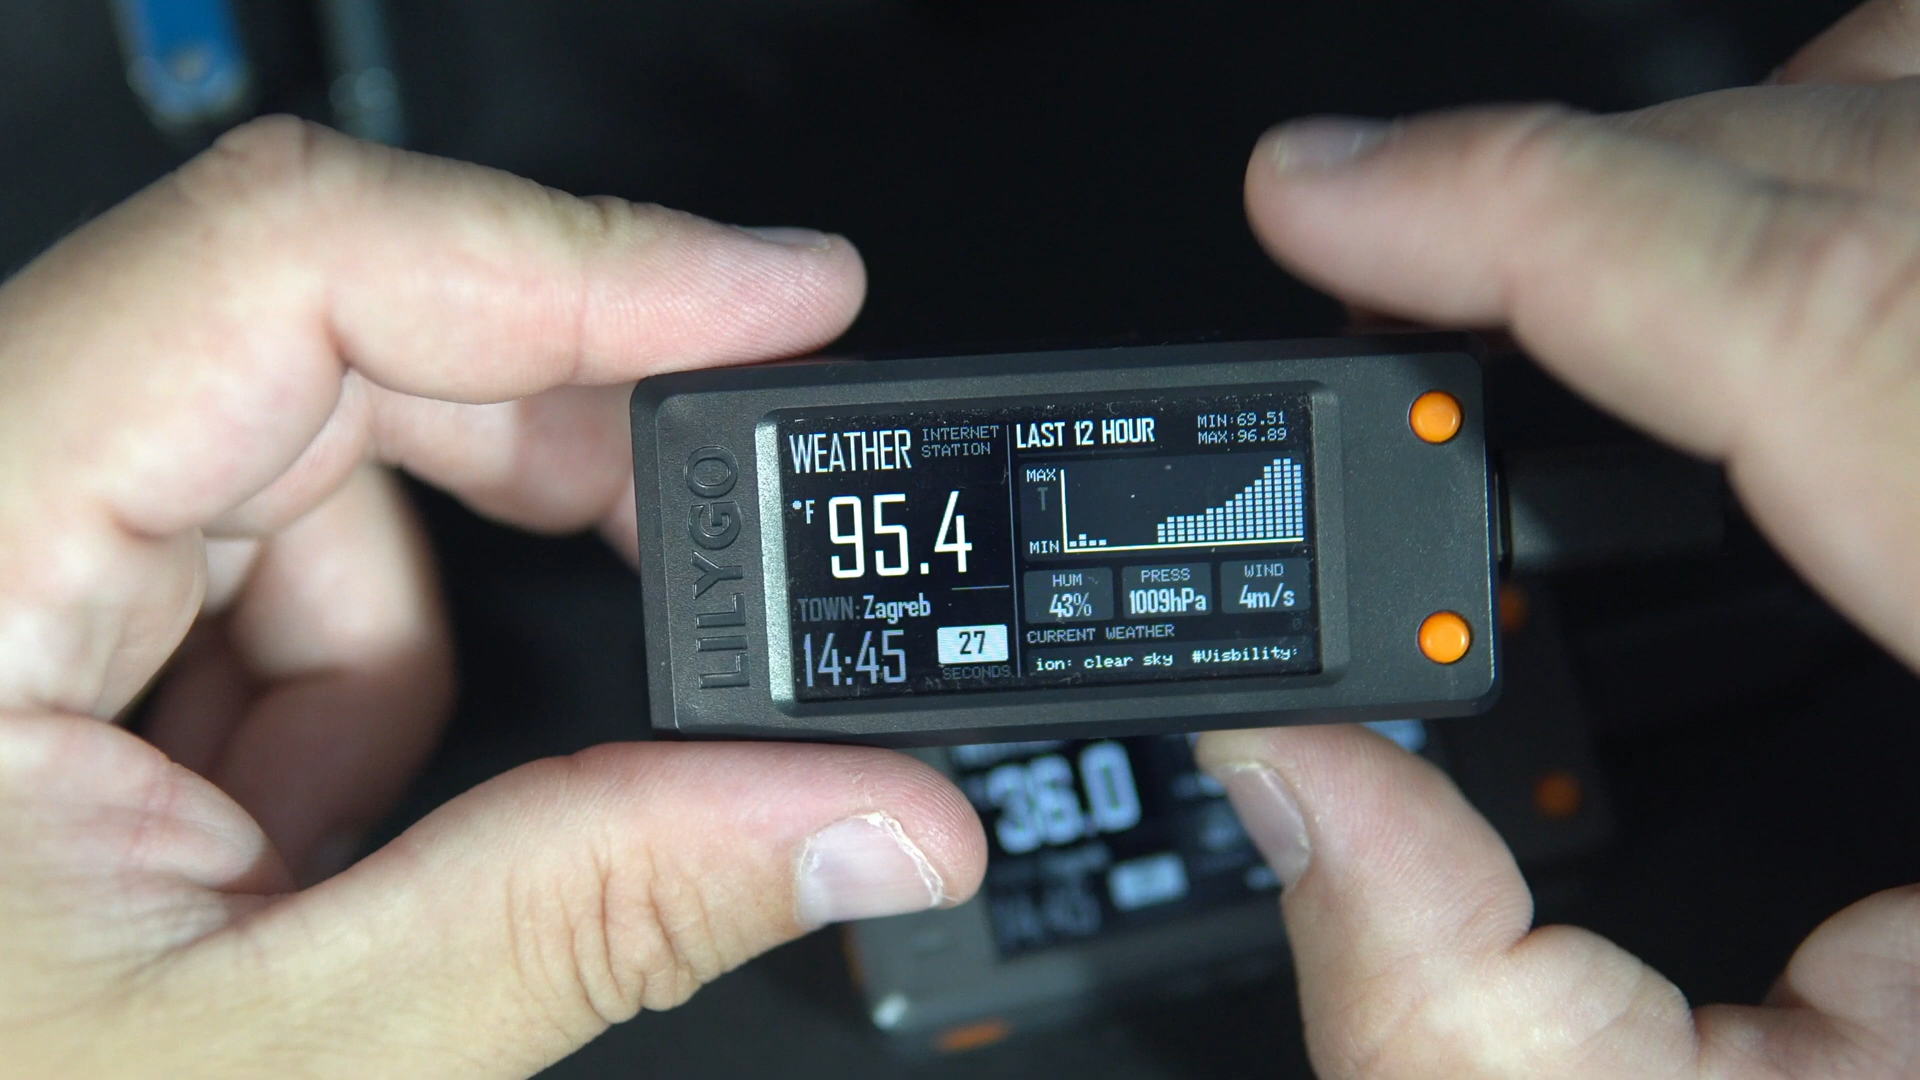 LILYGO
WEATHER
INTERNET
STATION
°F
95.4
TOWN: Zagreb
14:45
27
SECONDS
LAST 12 HOUR
MIN:69.51
MAX:96.89
MAX
T
MIN
HUM
43%
PRESS
1009hPa
WIND
4m/s
CURRENT WEATHER
ion: clear sky #Visbility:
36.0
14:45